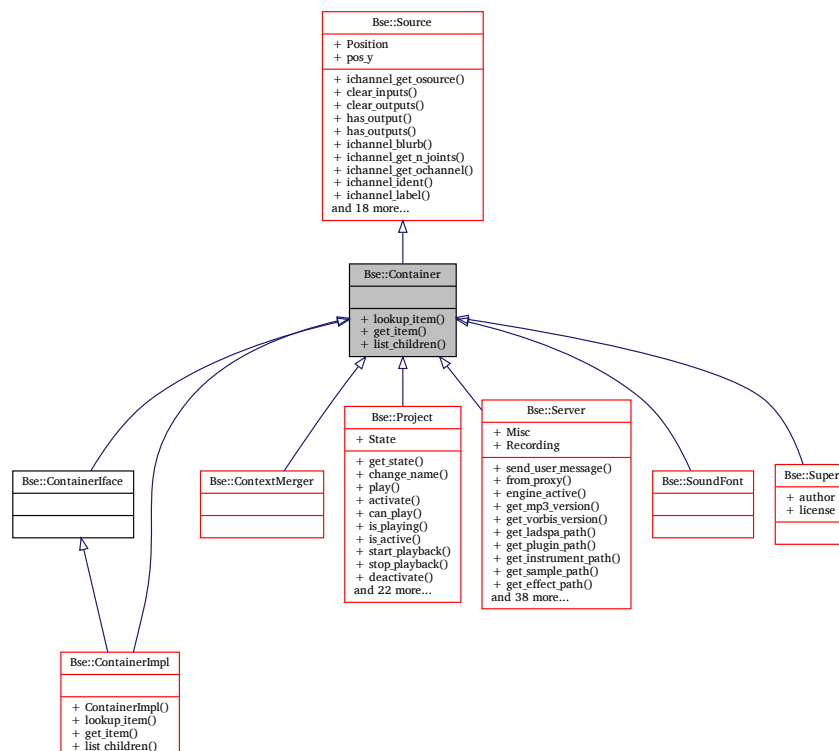 Bse::Source
+ Position
+ pos_y
+ ichannel_get_osource()
+ clear_inputs()
+ clear_outputs()
+ has_output()
+ has_outputs()
+ ichannel_blurb()
+ ichannel_get_n_joints()
+ ichannel_get_ochannel()
+ ichannel_ident()
+ ichannel_label()
and 18 more...
Bse::Container
+ lookup_item()
+ get_item()
+ list_children()
Bse::ContainerIface
Bse::ContextMerger
Bse::Project
+ State
+ get_state()
+ change_name()
+ play()
+ activate()
+ can_play()
+ is_playing()
+ is_active()
+ start_playback()
+ stop_playback()
+ deactivate()
and 22 more...
Bse::Server
+ Misc
+ Recording
+ send_user_message()
+ from_proxy()
+ engine_active()
+ get_mp3_version()
+ get_vorbis_version()
+ get_ladspa_path()
+ get_plugin_path()
+ get_instrument_path()
+ get_sample_path()
+ get_effect_path()
and 38 more...
Bse::SoundFont
Bse::Super
+ author
+ license
Bse::ContainerImpl
+ ContainerImpl()
+ lookup_item()
+ get_item()
+ list_children()